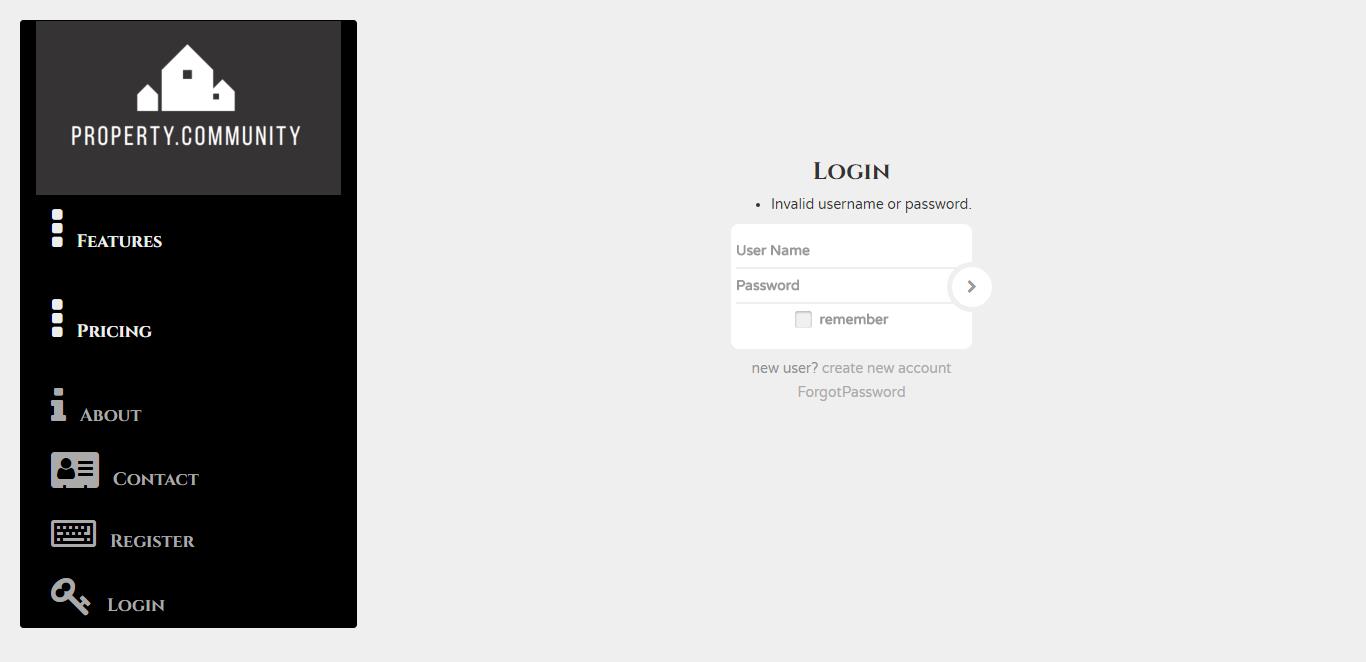 PROPERTY.COMMUNITY
Features
Pricing
About
Contact
Register
Login
Login
Invalid username or password.
User Name
Password
remember
new user? create new account
ForgotPassword